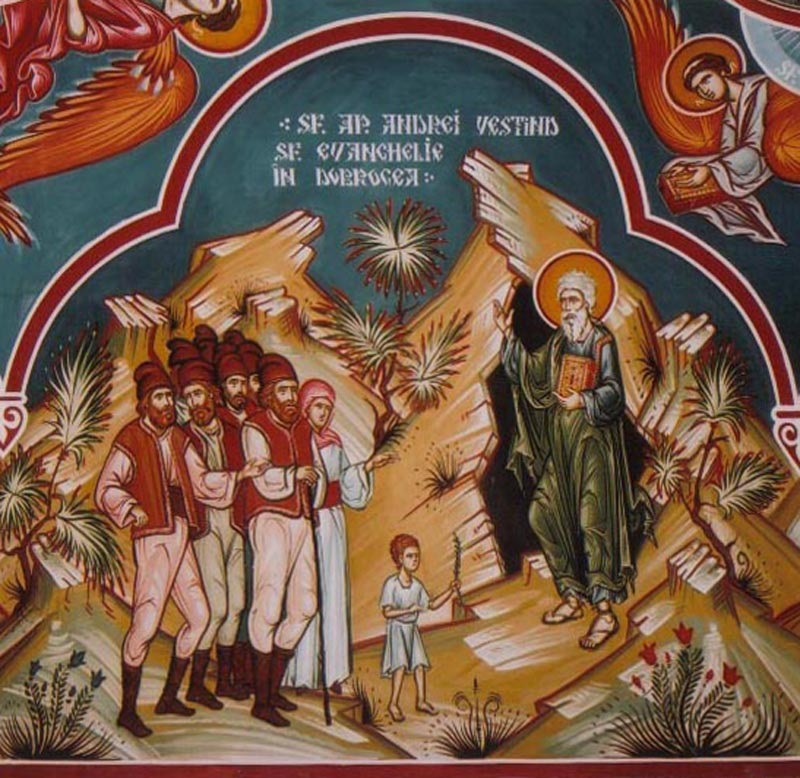 SF. AP. ANDREI VESTIND
SF. EVANGHELIE
ÎN DOBROGEA